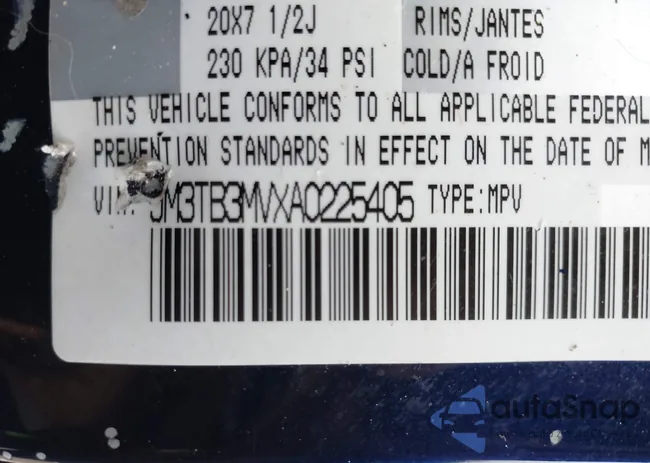 20X7 1/2J RIMS/JANTES
230 KPA/34 PSI COLD/A FROID
THIS VEHICLE CONFORMS TO ALL APPLICABLE FEDERAL
PREVENTION STANDARDS IN EFFECT ON THE DATE OF M
VIN: JM3TB3MVXA0225405 TYPE:MPV
autoSnap